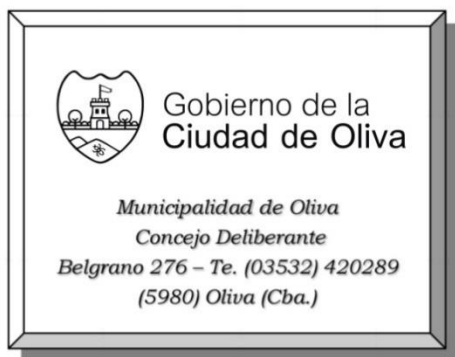 Gobierno de la
Ciudad de Oliva
Municipalidad de Oliva
Concejo Deliberante
Belgrano 276 – Te. (03532) 420289
(5980) Oliva (Cba.)